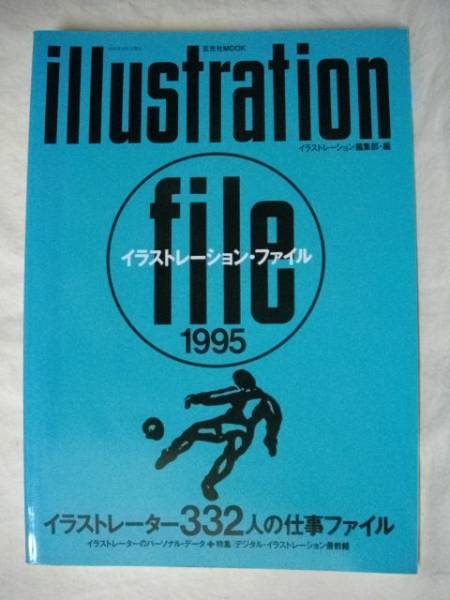 玄光社MOOK
illustration
イラストレーション編集部・編
file
イラストレーション・ファイル
1995
イラストレーター332人の仕事ファイル
イラストレーターのパーソナル・データ✚特集/デジタル・イラストレーション最前線